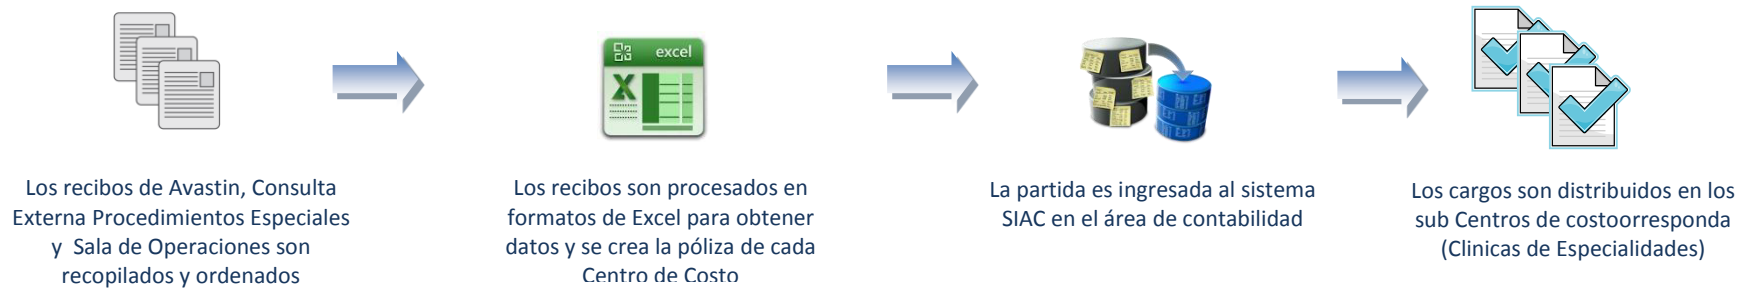 excel
Los recibos de Avastin, Consulta
Externa Procedimientos Especiales
y Sala de Operaciones son
recopilados y ordenados
Los recibos son procesados en
formatos de Excel para obtener
datos y se crea la póliza de cada
Centro de Costo
La partida es ingresada al sistema
SIAC en el área de contabilidad
Los cargos son distribuidos en los
sub Centros de costoorresponda
(Clinicas de Especialidades)